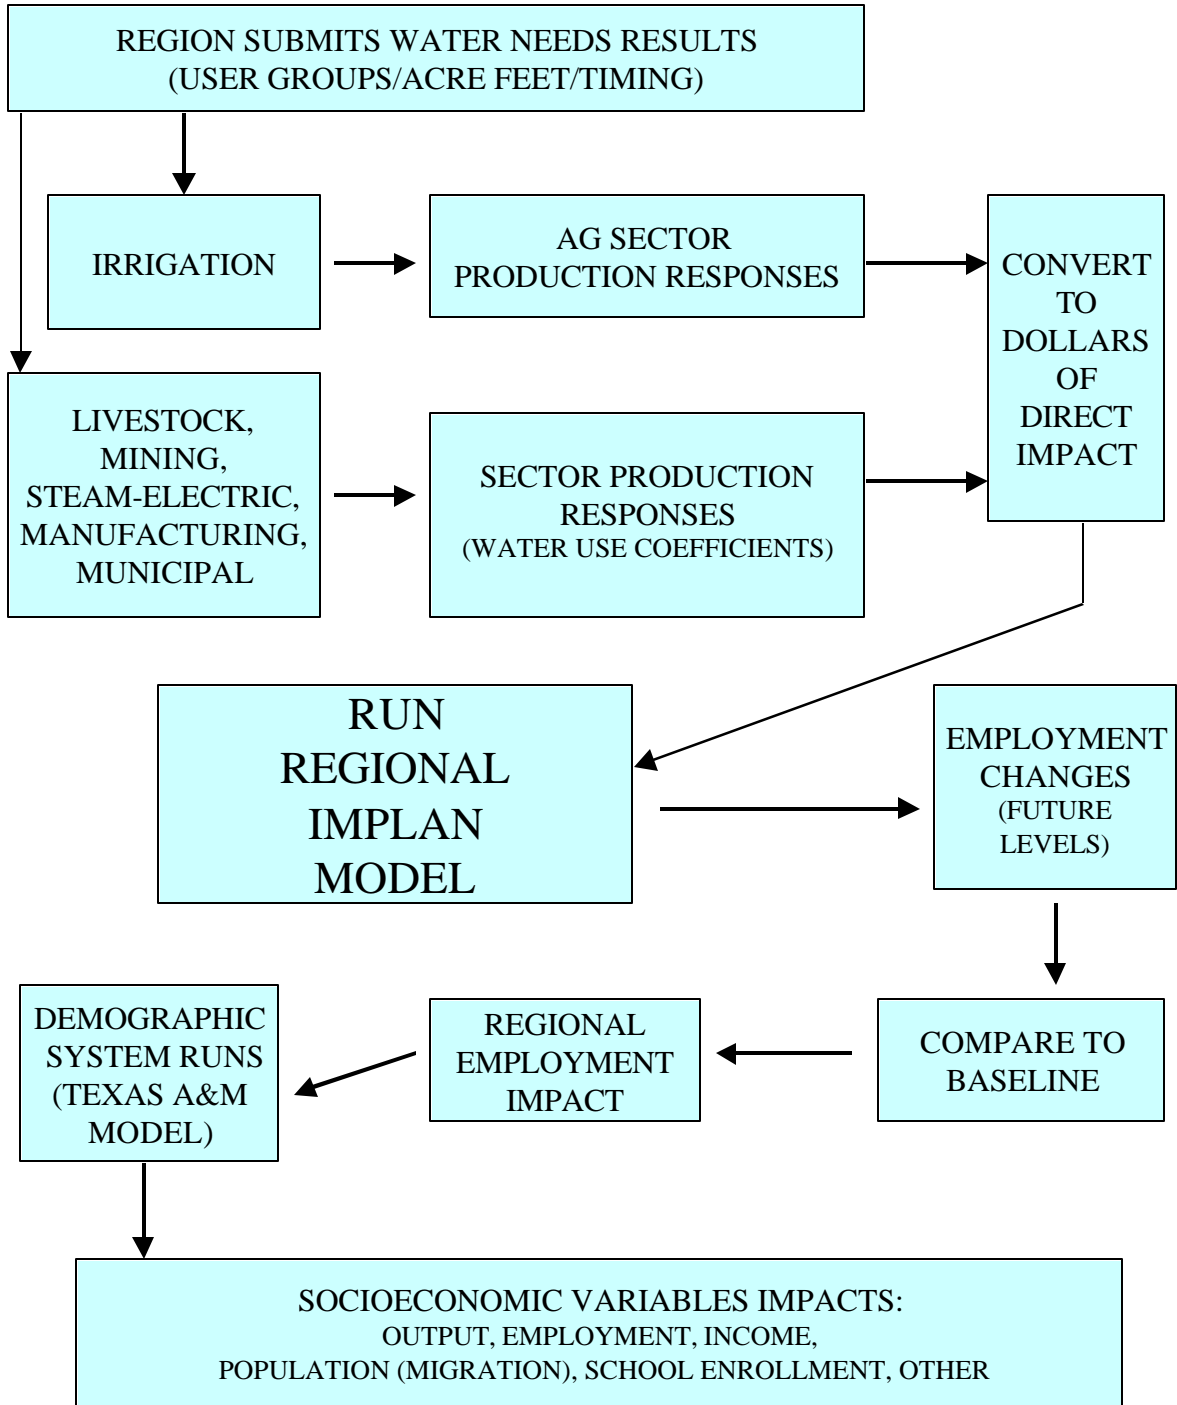 REGION SUBMITS WATER NEEDS RESULTS
(USER GROUPS/ACRE FEET/TIMING)
IRRIGATION
AG SECTOR
PRODUCTION RESPONSES
CONVERT
TO
DOLLARS
OF
DIRECT
IMPACT
LIVESTOCK,
MINING,
STEAM-ELECTRIC,
MANUFACTURING,
MUNICIPAL
SECTOR PRODUCTION
RESPONSES
(WATER USE COEFFICIENTS)
RUN
REGIONAL
IMPLAN
MODEL
EMPLOYMENT
CHANGES
(FUTURE
LEVELS)
COMPARE TO
BASELINE
REGIONAL
EMPLOYMENT
IMPACT
DEMOGRAPHIC
SYSTEM RUNS
(TEXAS A&M
MODEL)
SOCIOECONOMIC VARIABLES IMPACTS:
OUTPUT, EMPLOYMENT, INCOME,
POPULATION (MIGRATION), SCHOOL ENROLLMENT, OTHER